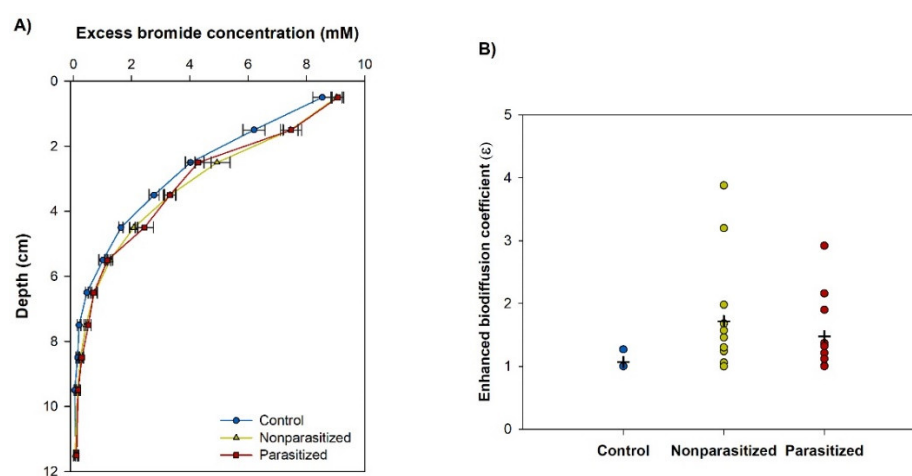 A)
Excess bromide concentration (mM)
0 2 4 6 8 10
0
2
4
6
8
10
12
Depth (cm)
Control
Nonparasitized
Parasitized
B)
5
4
3
2
1
0
Enhanced biodiffusion coefficient (ε)
Control Nonparasitized Parasitized